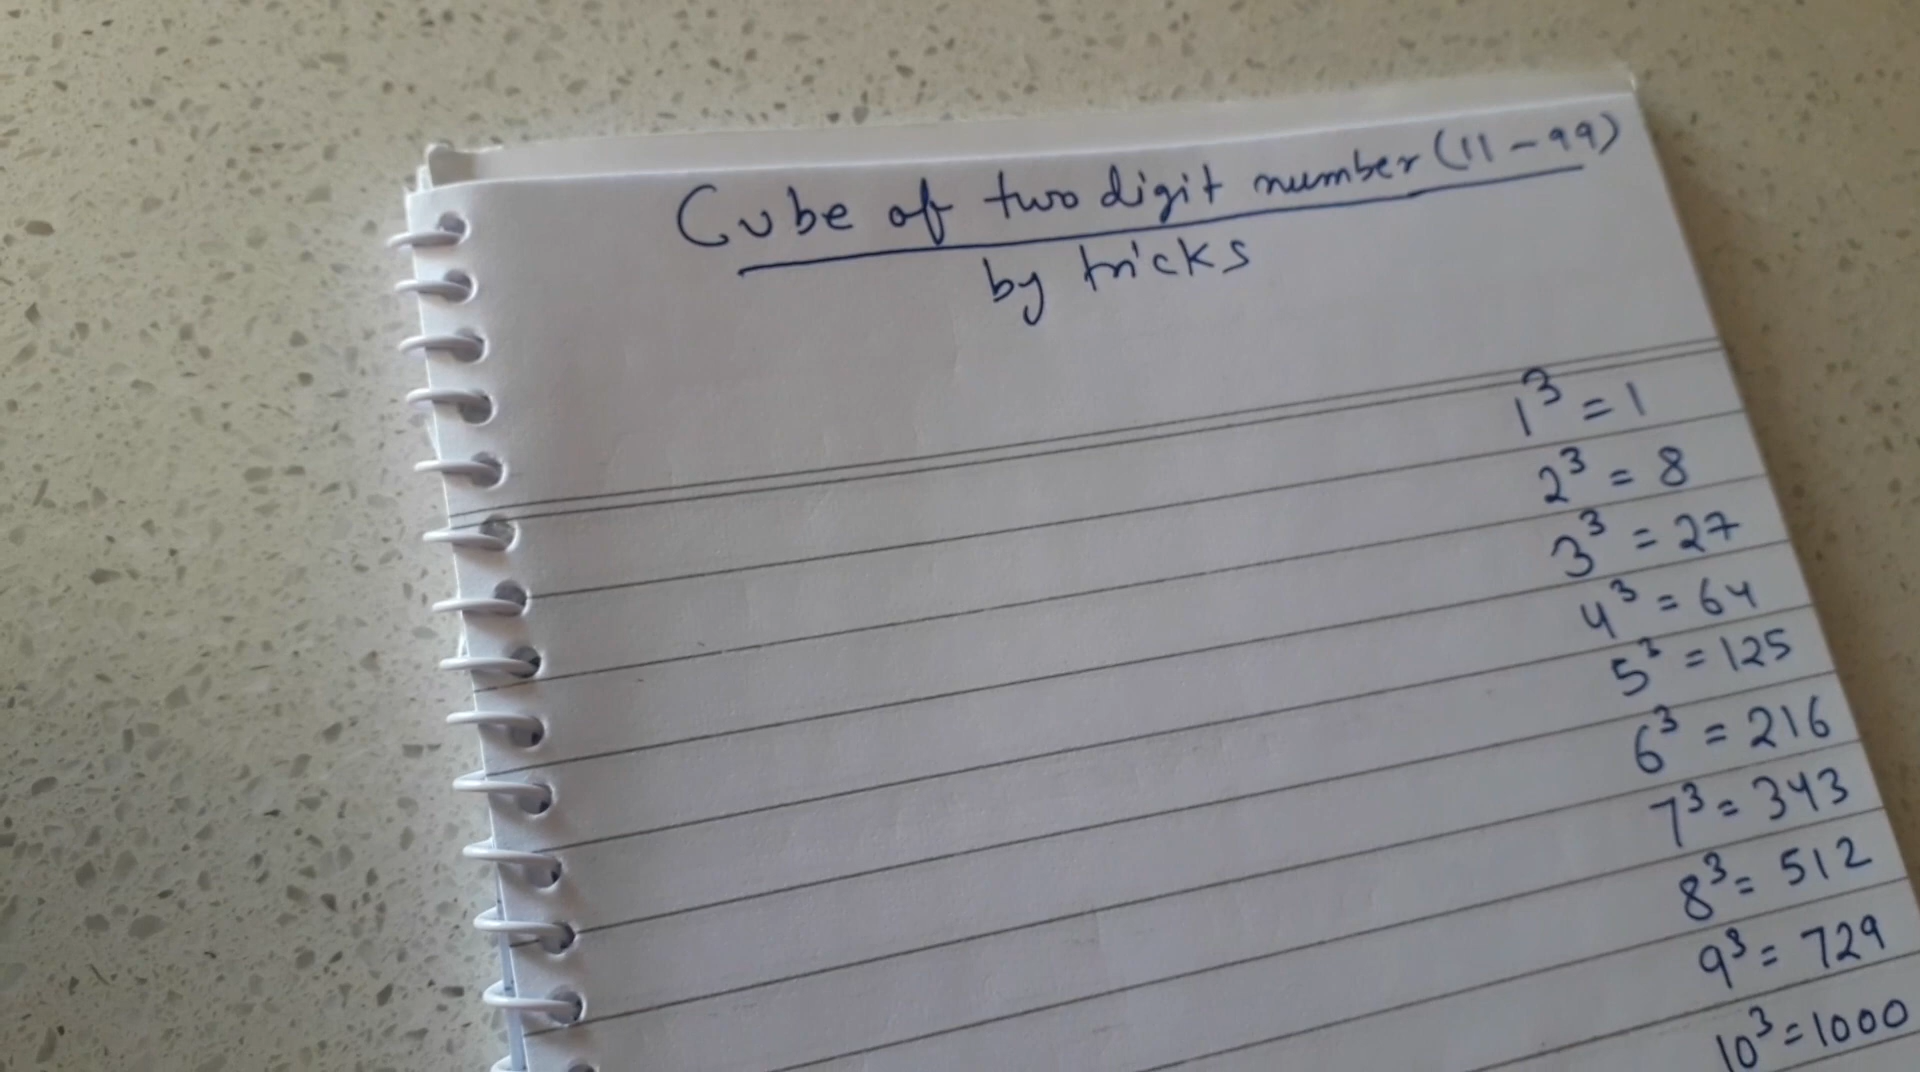 Cube of two digit number (11-99)
by tricks
1³ = 1
2³ = 8
3³ = 27
4³ = 64
5³ = 125
6³ = 216
7³ = 343
8³ = 512
9³ = 729
10³ = 1000